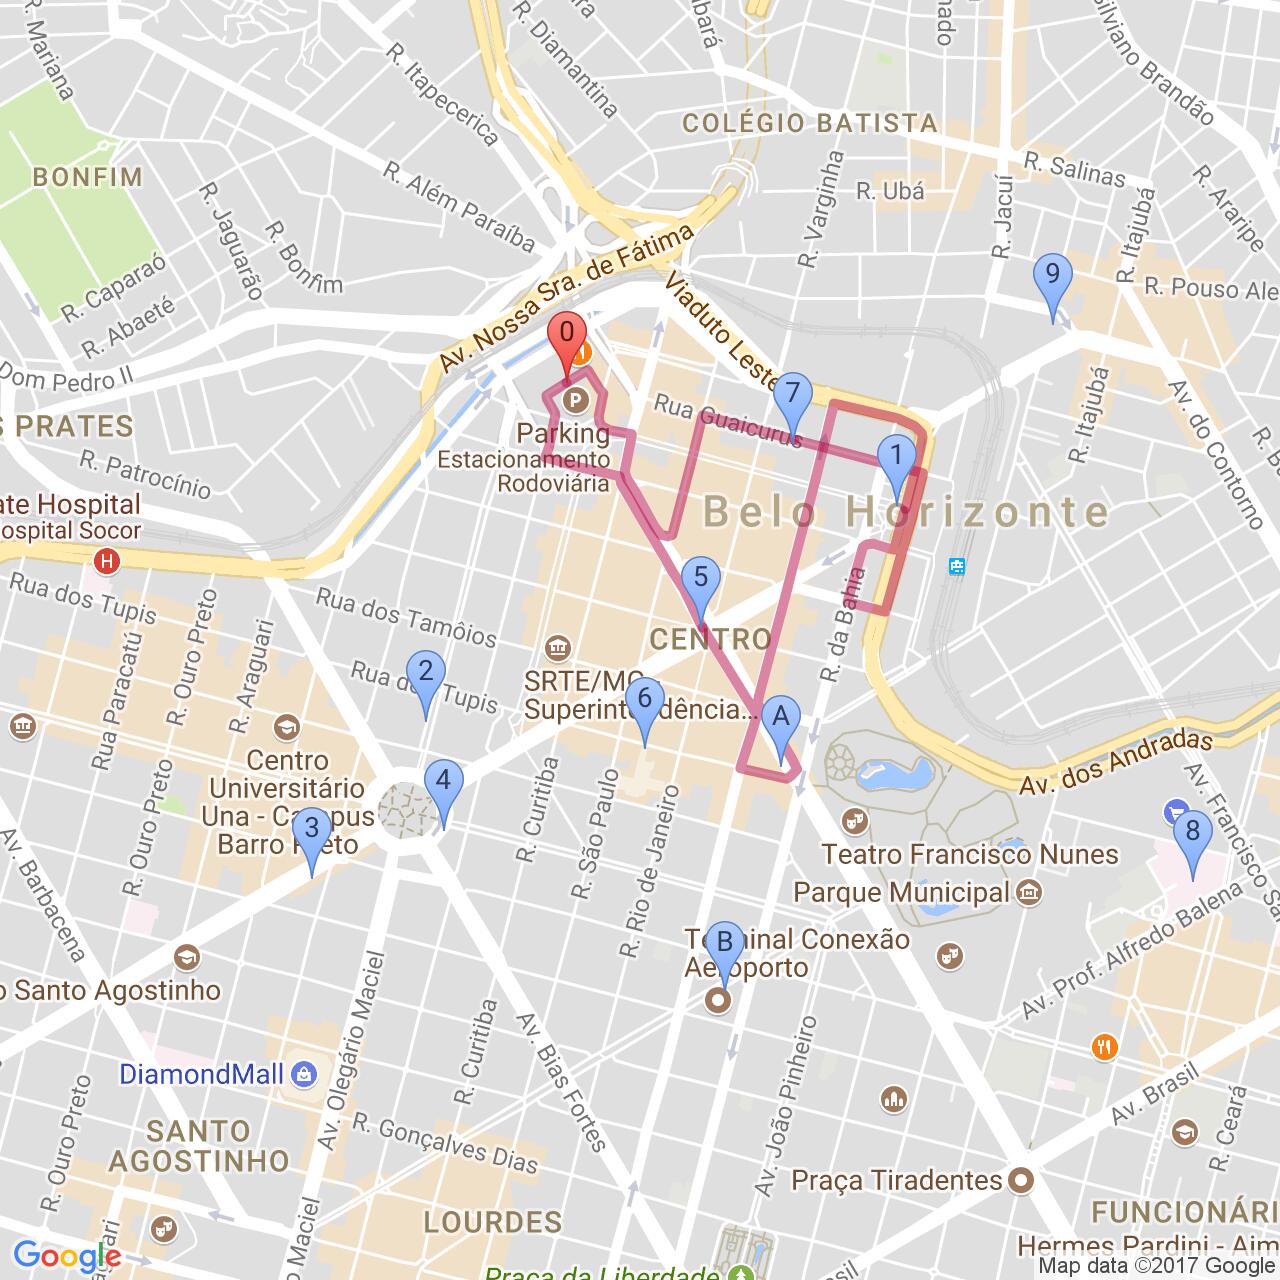 R. Mariana
R. Itapecerica
R. Diamantina
R. Além Paraíba
COLÉGIO BATISTA
Silviano Brandão
R. Salinas
R. Ubá
R. Varginha
R. Jacuí
R. Itajubá
R. Araripe
BONFIM
R. Jaguarão
R. Bonfim
R. Caparaó
R. Abaeté
Av. Nossa Sra. de Fátima
Viaduto Leste
9
R. Pouso Ale
Dom Pedro II
0
P
Parking
Estacionamento
Rodoviária
Rua Guaicurus
7
1
R. Itajubá
Av. do Contorno
S PRATES
R. Patrocínio
ate Hospital
ospital Socor
H
Belo Horizonte
Rua dos Tupis
Rua dos Tamôios
5
CENTRO
R. da Bahia
Rua Paracatú
R. Ouro Preto
R. Araguari
Rua dos Tupis
2
SRTE/MG -
Superintendência...
6
A
Av. dos Andradas
Centro
Universitário
Una - Campus
Barro Preto
4
3
R. Ouro Preto
R. Curitiba
R. São Paulo
R. Rio de Janeiro
Av. Francisco Sa
8
Teatro Francisco Nunes
Parque Municipal
Av. Prof. Alfredo Balena
Av. Barbacena
B
Terminal Conexão
Aeroporto
o Santo Agostinho
Av. Olegário Maciel
R. Curitiba
Av. Bias Fortes
Av. João Pinheiro
DiamondMall
R. Ouro Preto
R. Gonçalves Dias
Av. Brasil
R. Ceará
SANTO
AGOSTINHO
Praça Tiradentes
LOURDES
FUNCIONÁRI
Hermes Pardini - Aim
Praça da Liberdade
Google
Map data ©2017 Google